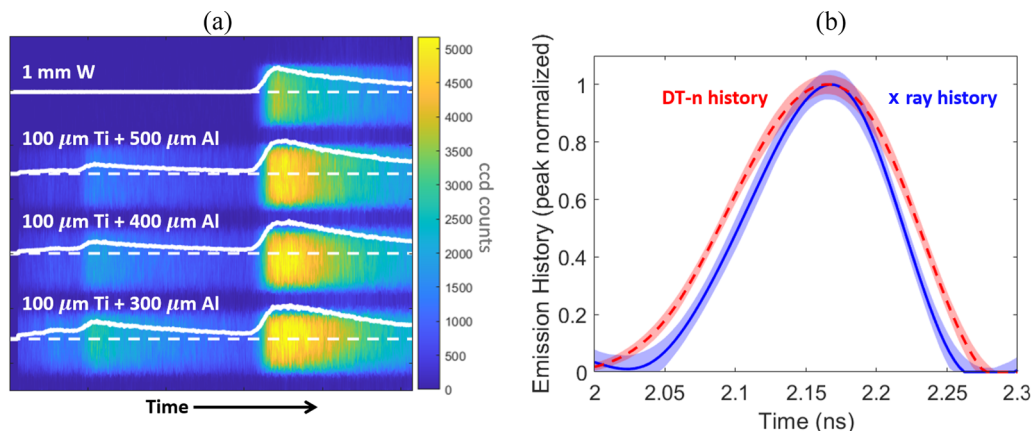 (a)
1 mm W
100 μm Ti + 500 μm Al
100 μm Ti + 400 μm Al
100 μm Ti + 300 μm Al
Time
5000
4500
4000
3500
3000
2500
2000
1500
1000
500
0
ccd counts
(b)
DT-n history
x ray history
Emission History (peak normalized)
1
0.8
0.6
0.4
0.2
0
2
2.05
2.1
2.15
2.2
2.25
2.3
Time (ns)